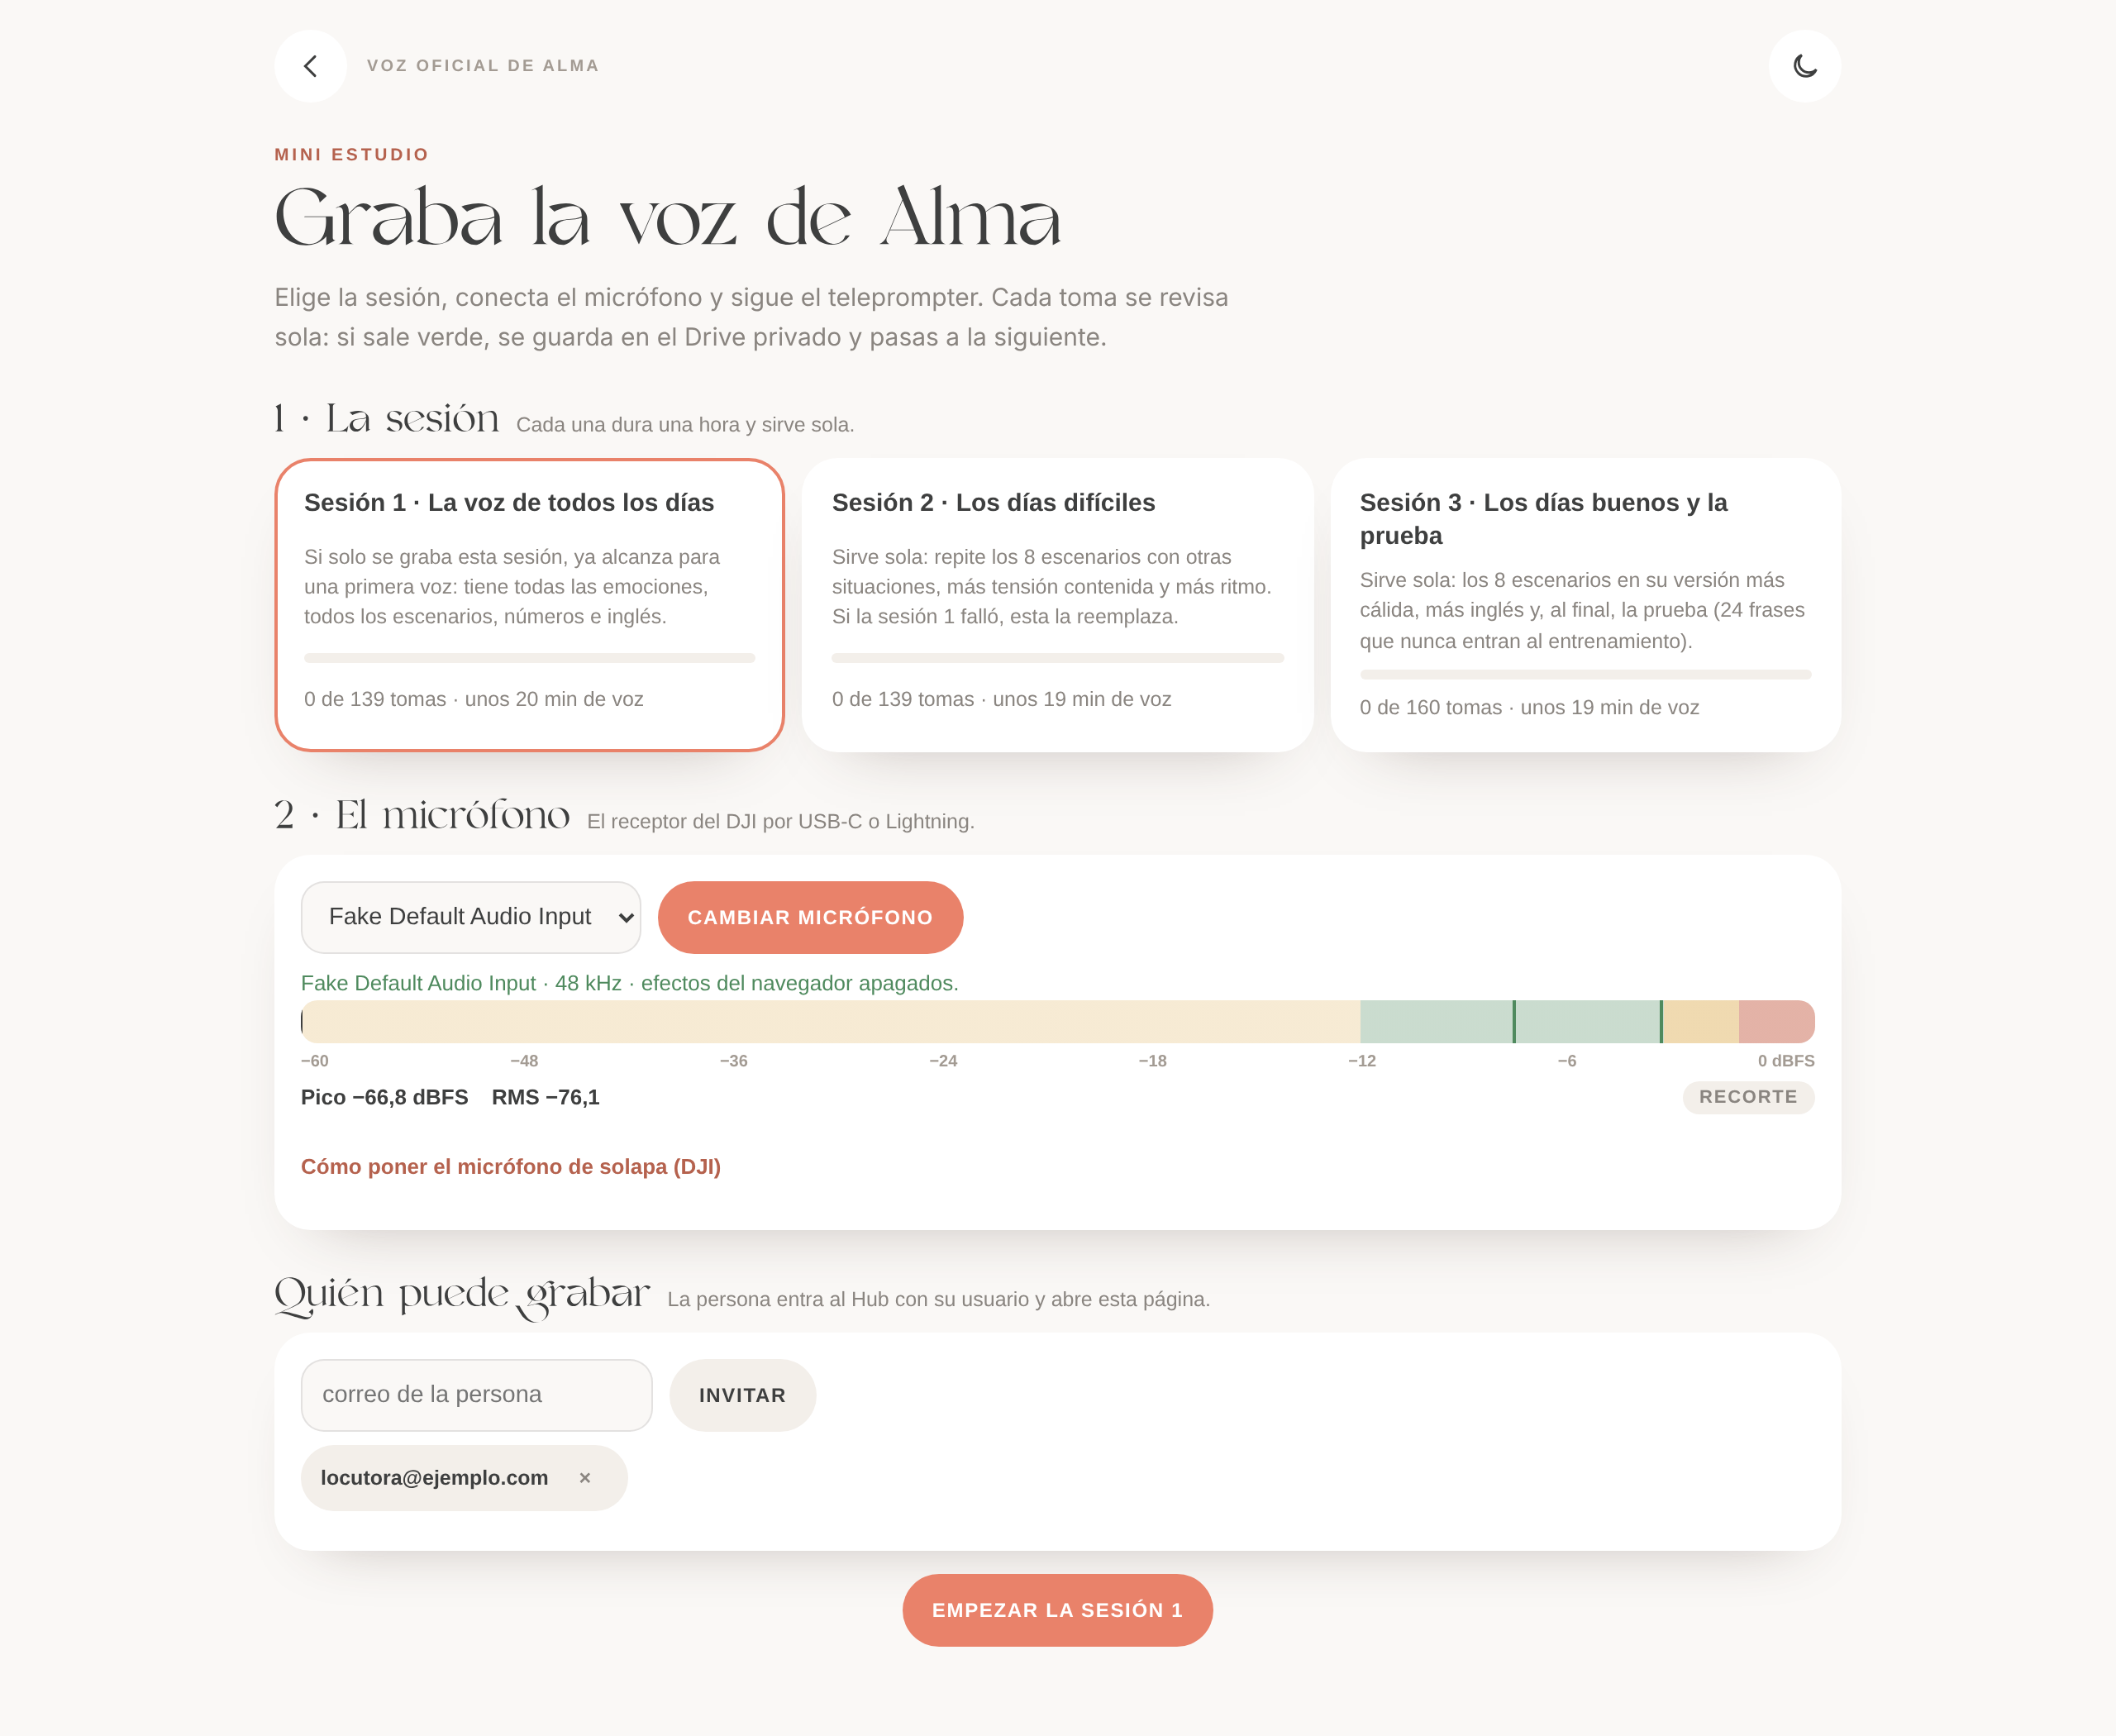 VOZ OFICIAL DE ALMA
MINI ESTUDIO
Graba la voz de Alma
Elige la sesión, conecta el micrófono y sigue el teleprompter. Cada toma se revisa
sola: si sale verde, se guarda en el Drive privado y pasas a la siguiente.
1 · La sesión Cada una dura una hora y sirve sola.
Sesión 1 · La voz de todos los días
Si solo se graba esta sesión, ya alcanza para
una primera voz: tiene todas las emociones,
todos los escenarios, números e inglés.
0 de 139 tomas · unos 20 min de voz
Sesión 2 · Los días difíciles
Sirve sola: repite los 8 escenarios con otras
situaciones, más tensión contenida y más ritmo.
Si la sesión 1 falló, esta la reemplaza.
0 de 139 tomas · unos 19 min de voz
Sesión 3 · Los días buenos y la
prueba
Sirve sola: los 8 escenarios en su versión más
cálida, más inglés y, al final, la prueba (24 frases
que nunca entran al entrenamiento).
0 de 160 tomas · unos 19 min de voz
2 · El micrófono El receptor del DJI por USB-C o Lightning.
Fake Default Audio Input CAMBIAR MICRÓFONO
Fake Default Audio Input · 48 kHz · efectos del navegador apagados.
−60 −48 −36 −24 −18 −12 −6 0 dBFS
Pico −66,8 dBFS RMS −76,1 RECORTE
Cómo poner el micrófono de solapa (DJI)
Quién puede grabar La persona entra al Hub con su usuario y abre esta página.
correo de la persona INVITAR
locutora@ejemplo.com ×
EMPEZAR LA SESIÓN 1